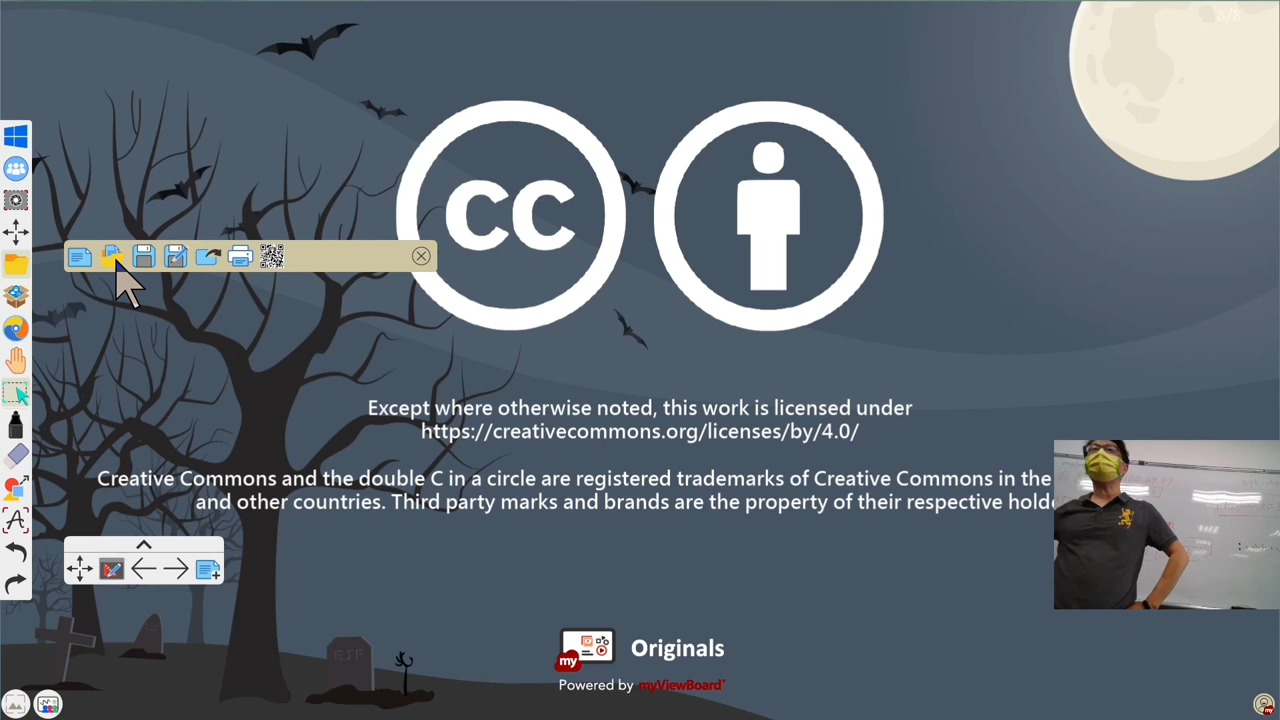 cc
Except where otherwise noted, this work is licensed under
https://creativecommons.org/licenses/by/4.0/
Creative Commons and the double C in a circle are registered trademarks of Creative Commons in the
and other countries. Third party marks and brands are the property of their respective
RIP
my
Originals
Powered by myViewBoard